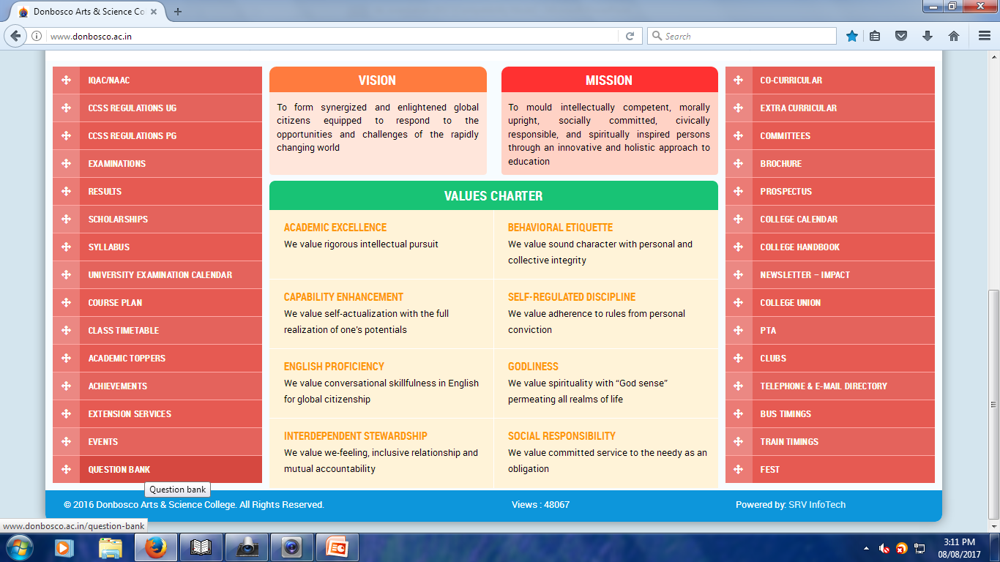 Donbosco Arts & Science Co
www.donbosco.ac.in
Search
IQAC/NAAC
CCSS REGULATIONS UG
CCSS REGULATIONS PG
EXAMINATIONS
RESULTS
SCHOLARSHIPS
SYLLABUS
UNIVERSITY EXAMINATION CALENDAR
COURSE PLAN
CLASS TIMETABLE
ACADEMIC TOPPERS
ACHIEVEMENTS
EXTENSION SERVICES
EVENTS
QUESTION BANK
Question bank
VISION
To form synergized and enlightened global
citizens equipped to respond to the
opportunities and challenges of the rapidly
changing world
MISSION
To mould intellectually competent, morally
upright, socially committed, civically
responsible, and spiritually inspired persons
through an innovative and holistic approach to
education
VALUES CHARTER
ACADEMIC EXCELLENCE
We value rigorous intellectual pursuit
BEHAVIORAL ETIQUETTE
We value sound character with personal and
collective integrity
CAPABILITY ENHANCEMENT
We value self-actualization with the full
realization of one's potentials
SELF-REGULATED DISCIPLINE
We value adherence to rules from personal
conviction
ENGLISH PROFICIENCY
We value conversational skillfulness in English
for global citizenship
GODLINESS
We value spirituality with “God sense”
permeating all realms of life
INTERDEPENDENT STEWARDSHIP
We value we-feeling, inclusive relationship and
mutual accountability
SOCIAL RESPONSIBILITY
We value committed service to the needy as an
obligation
CO-CURRICULAR
EXTRA CURRICULAR
COMMITTEES
BROCHURE
PROSPECTUS
COLLEGE CALENDAR
COLLEGE HANDBOOK
NEWSLETTER – IMPACT
COLLEGE UNION
PTA
CLUBS
TELEPHONE & E-MAIL DIRECTORY
BUS TIMINGS
TRAIN TIMINGS
FEST
© 2016 Donbosco Arts & Science College. All Rights Reserved.
Views : 48067
Powered by: SRV InfoTech
www.donbosco.ac.in/question-bank
3:11 PM
08/08/2017